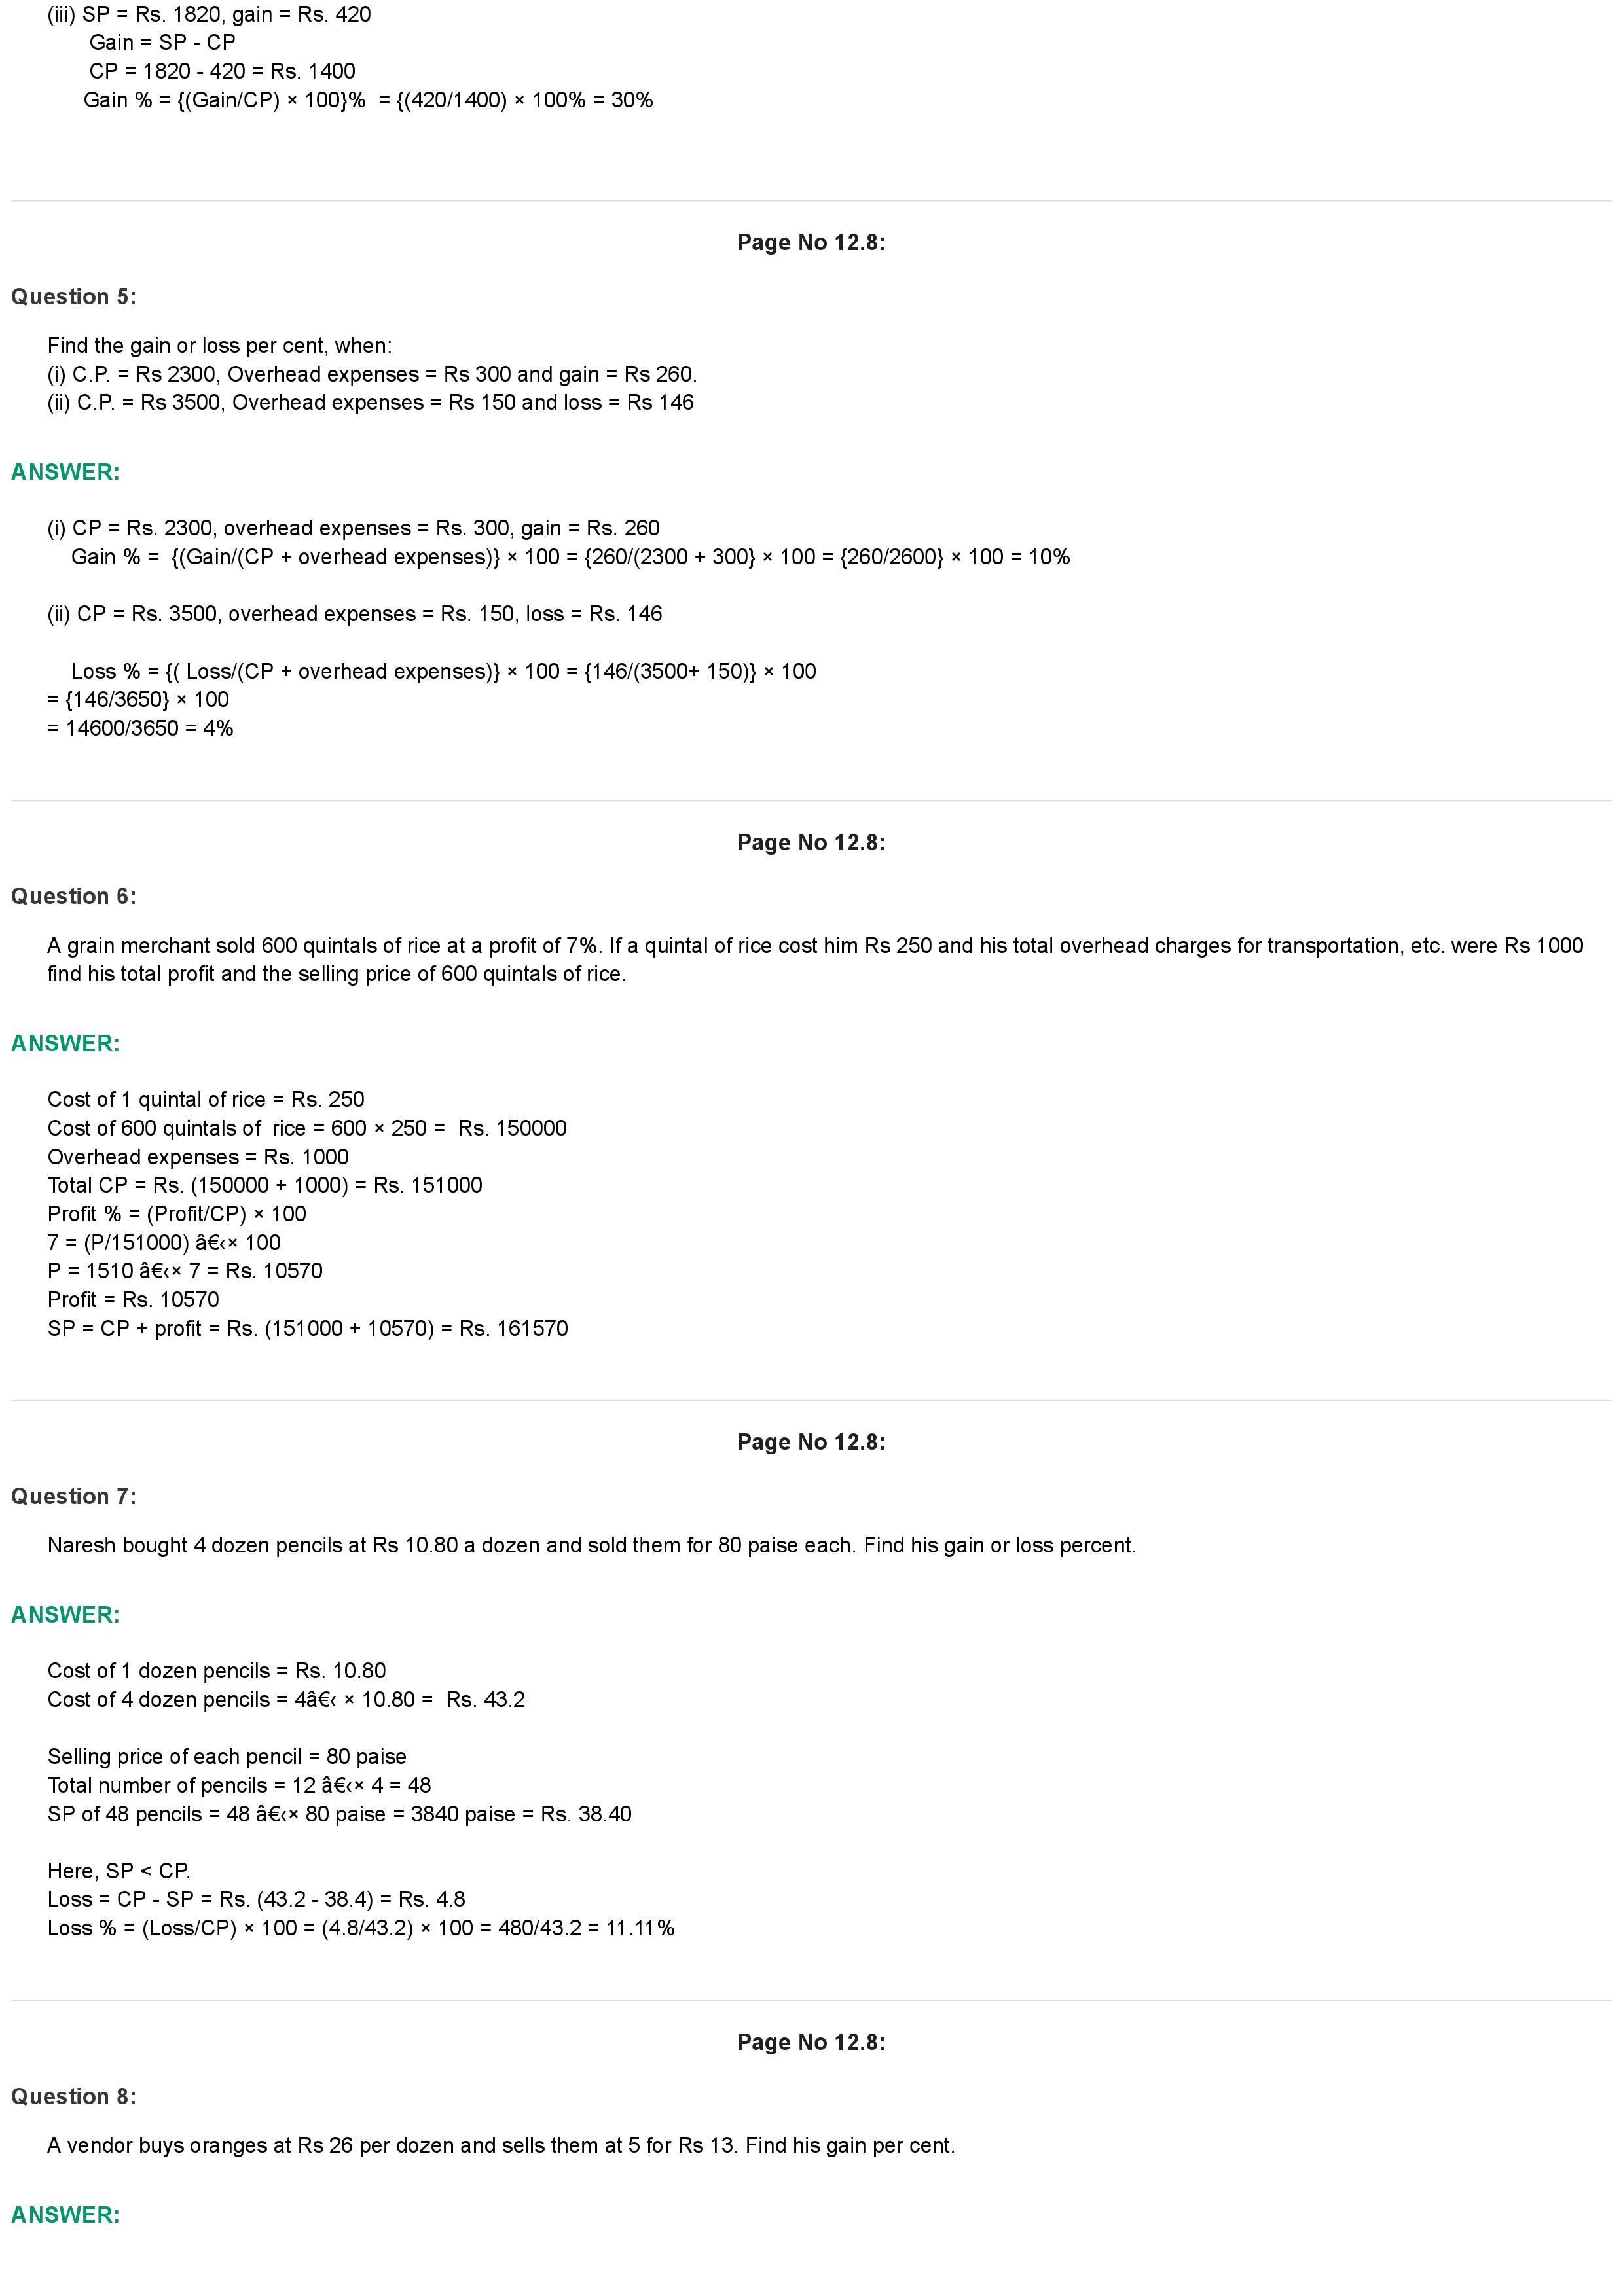 (iii) SP = Rs. 1820, gain = Rs. 420
Gain = SP - CP
CP = 1820 - 420 = Rs. 1400
Gain % = {(Gain/CP) × 100}%  = {(420/1400) × 100% = 30%
Page No 12.8:
Question 5:
Find the gain or loss per cent, when:
(i) C.P. = Rs 2300, Overhead expenses = Rs 300 and gain = Rs 260.
(ii) C.P. = Rs 3500, Overhead expenses = Rs 150 and loss = Rs 146
ANSWER:
(i) CP = Rs. 2300, overhead expenses = Rs. 300, gain = Rs. 260
Gain % =  {(Gain/(CP + overhead expenses)} × 100 = {260/(2300 + 300} × 100 = {260/2600} × 100 = 10%
(ii) CP = Rs. 3500, overhead expenses = Rs. 150, loss = Rs. 146
Loss % = {( Loss/(CP + overhead expenses)} × 100 = {146/(3500+ 150)} × 100
= {146/3650} × 100
= 14600/3650 = 4%
Page No 12.8:
Question 6:
A grain merchant sold 600 quintals of rice at a profit of 7%. If a quintal of rice cost him Rs 250 and his total overhead charges for transportation, etc. were Rs 1000
find his total profit and the selling price of 600 quintals of rice.
ANSWER:
Cost of 1 quintal of rice = Rs. 250
Cost of 600 quintals of  rice = 600 × 250 =  Rs. 150000
Overhead expenses = Rs. 1000
Total CP = Rs. (150000 + 1000) = Rs. 151000
Profit % = (Profit/CP) × 100
7 = (P/151000) â€‹× 100
P = 1510 â€‹× 7 = Rs. 10570
Profit = Rs. 10570
SP = CP + profit = Rs. (151000 + 10570) = Rs. 161570
Page No 12.8:
Question 7:
Naresh bought 4 dozen pencils at Rs 10.80 a dozen and sold them for 80 paise each. Find his gain or loss percent.
ANSWER:
Cost of 1 dozen pencils = Rs. 10.80
Cost of 4 dozen pencils = 4â€‹ × 10.80 =  Rs. 43.2
Selling price of each pencil = 80 paise
Total number of pencils = 12 â€‹× 4 = 48
SP of 48 pencils = 48 â€‹× 80 paise = 3840 paise = Rs. 38.40
Here, SP < CP.
Loss = CP - SP = Rs. (43.2 - 38.4) = Rs. 4.8
Loss % = (Loss/CP) × 100 = (4.8/43.2) × 100 = 480/43.2 = 11.11%
Page No 12.8:
Question 8:
A vendor buys oranges at Rs 26 per dozen and sells them at 5 for Rs 13. Find his gain per cent.
ANSWER: